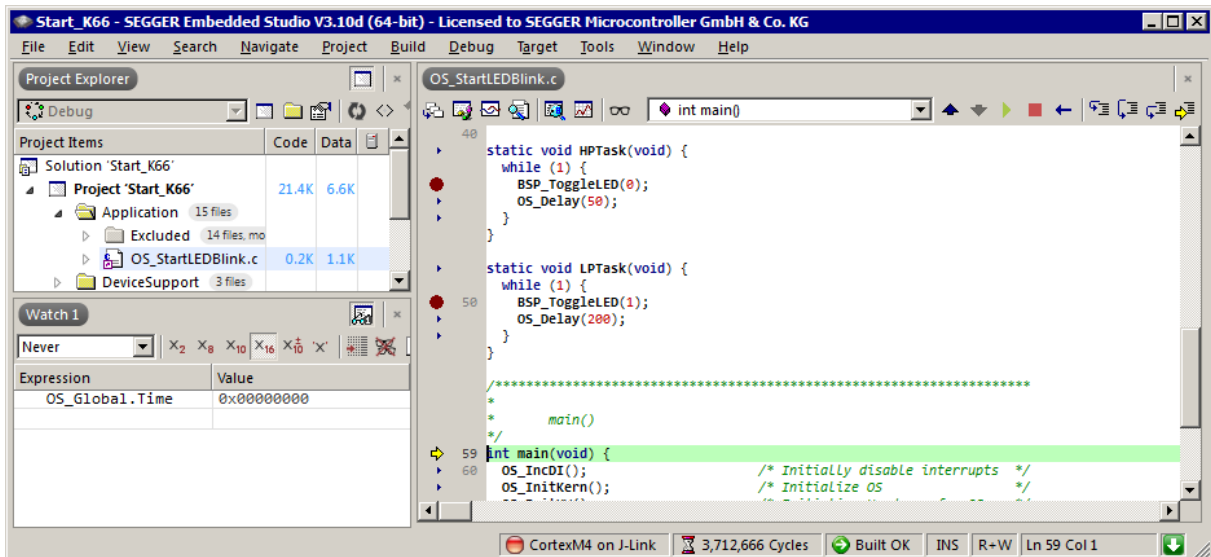 Start_K66 - SEGGER Embedded Studio V3.10d (64-bit) - Licensed to SEGGER Microcontroller GmbH & Co. KG
File Edit View Search Navigate Project Build Debug Target Tools Window Help
Project Explorer
Debug
Project Items Code Data
Solution 'Start_K66'
Project 'Start_K66' 21.4K 6.6K
Application 15 files
Excluded 14 files, mo
OS_StartLEDBlink.c 0.2K 1.1K
DeviceSupport 3 files
Watch 1
Never x2 x8 x10 x16 x±10 'x'
Expression Value
OS_Global.Time 0x00000000
OS_StartLEDBlink.c
int main()
40
static void HPTask(void) {
while (1) {
BSP_ToggleLED(0);
OS_Delay(50);
}
}
static void LPTask(void) {
while (1) {
50 BSP_ToggleLED(1);
OS_Delay(200);
}
}
/*********************************************************************
*
* main()
*/
59 int main(void) {
60 OS_IncDI(); /* Initially disable interrupts */
OS_InitKern(); /* Initialize OS */
CortexM4 on J-Link 3,712,666 Cycles Built OK INS R+W Ln 59 Col 1